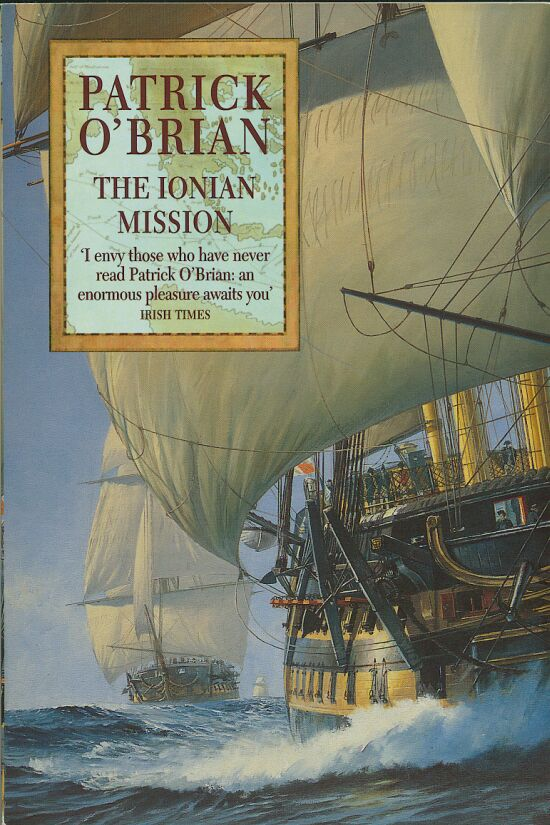 PATRICK
O'BRIAN
THE IONIAN
MISSION
'I envy those who have never
read Patrick O'Brian: an
enormous pleasure awaits you'
IRISH TIMES